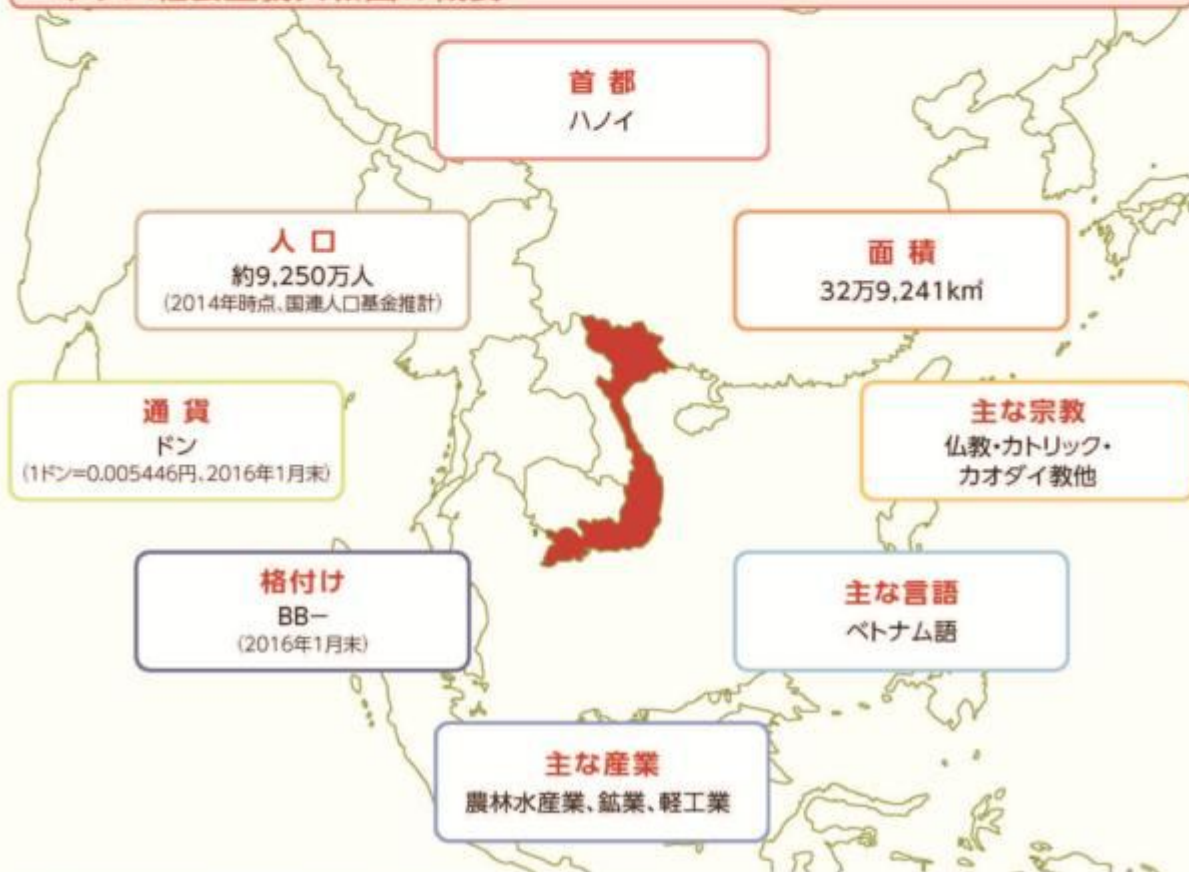 首都
ハノイ
人口
約9,250万人
(2014年時点、国連人口基金推計)
面積
32万9,241k㎡
通貨
ドン
(1ドン=0.005446円、2016年1月末)
主な宗教
仏教・カトリック・
カオダイ教他
格付け
BB−
(2016年1月末)
主な言語
ベトナム語
主な産業
農林水産業、鉱業、軽工業